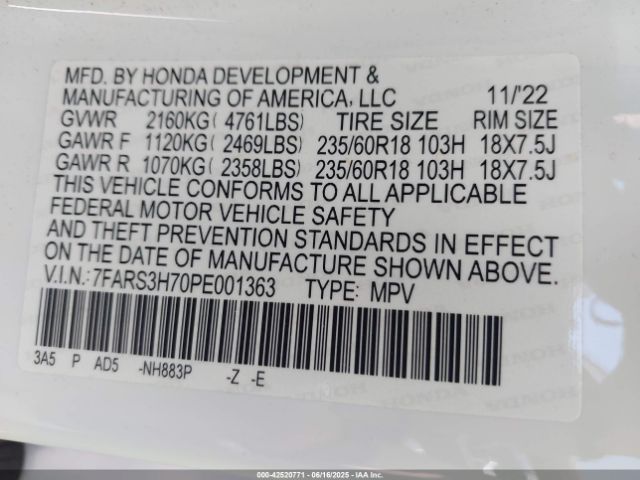 MFD. BY HONDA DEVELOPMENT &
MANUFACTURING OF AMERICA, LLC 11/'22
GVWR 2160KG( 4761LBS) TIRE SIZE RIM SIZE
GAWR F 1120KG( 2469LBS) 235/60R18 103H 18X7.5J
GAWR R 1070KG( 2358LBS) 235/60R18 103H 18X7.5J
THIS VEHICLE CONFORMS TO ALL APPLICABLE
FEDERAL MOTOR VEHICLE SAFETY
AND THEFT PREVENTION STANDARDS IN EFFECT
ON THE DATE OF MANUFACTURE SHOWN ABOVE.
V.I.N.:7FARS3H70PE001363 TYPE: MPV
3A5 P AD5 -NH883P -Z -E
000-42520771 - 06/16/2025 - IAAI.COM